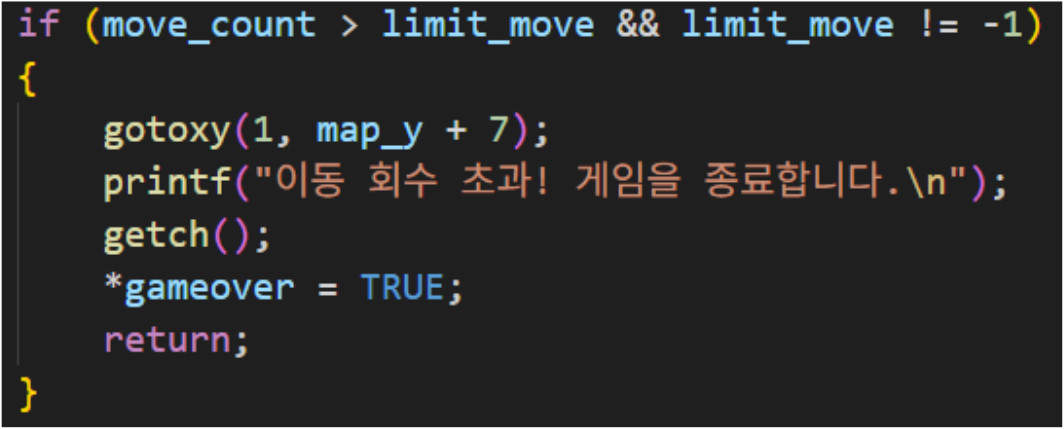 if (move_count > limit_move && limit_move != -1)
{
    gotoxy(1, map_y + 7);
    printf("이동 회수 초과! 게임을 종료합니다.\n");
    getch();
    *gameover = TRUE;
    return;
}